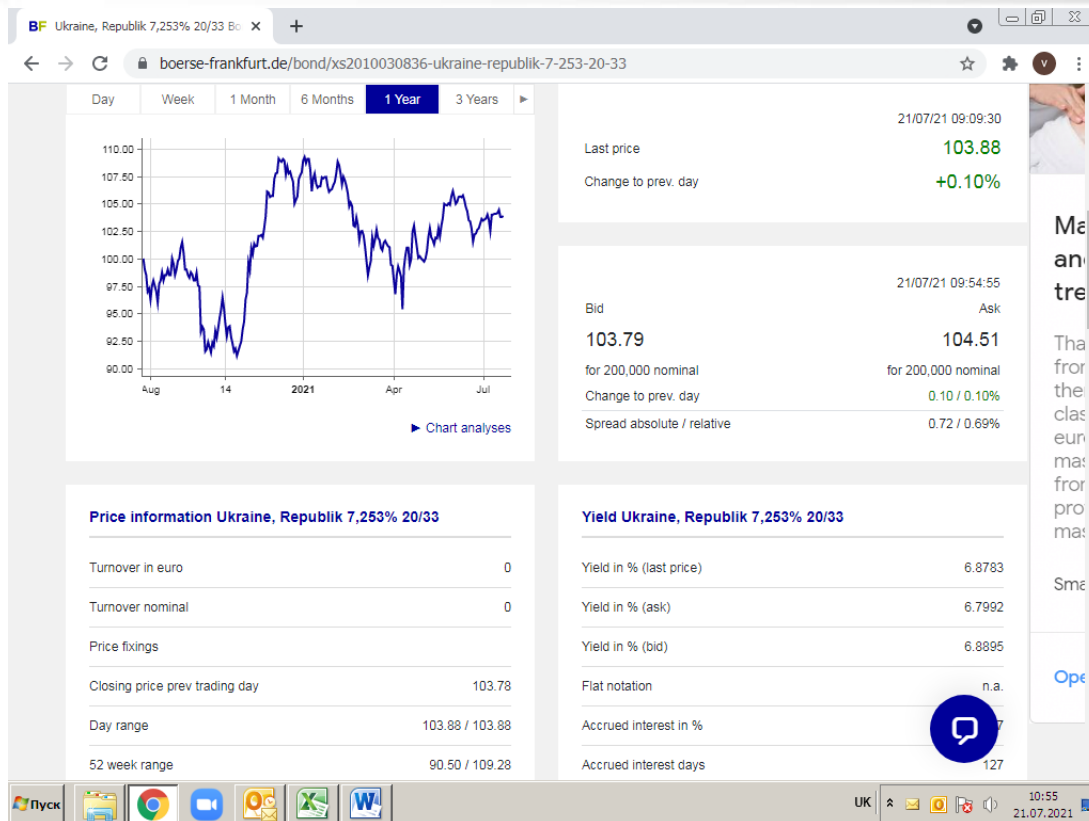 BF Ukraine, Republik 7,253% 20/33 Bo
boerse-frankfurt.de/bond/xs2010030836-ukraine-republik-7-253-20-33
V
Day Week 1 Month 6 Months 1 Year 3 Years
110.00
107.50
105.00
102.50
100.00
97.50
95.00
92.50
90.00
Aug 14 2021 Apr Jul
Chart analyses
21/07/21 09:09:30
Last price 103.88
Change to prev. day +0.10%
21/07/21 09:54:55
Bid Ask
103.79 104.51
for 200,000 nominal for 200,000 nominal
Change to prev. day 0.10 / 0.10%
Spread absolute / relative 0.72 / 0.69%
Price information Ukraine, Republik 7,253% 20/33
Turnover in euro 0
Turnover nominal 0
Price fixings
Closing price prev trading day 103.78
Day range 103.88 / 103.88
52 week range 90.50 / 109.28
Yield Ukraine, Republik 7,253% 20/33
Yield in % (last price) 6.8783
Yield in % (ask) 6.7992
Yield in % (bid) 6.8895
Flat notation n.a.
Accrued interest in % 7
Accrued interest days 127
Ma
an
tre
Tha
fror
the
clas
eur
mas
fror
pro
mas
Sma
Ope
Пуск
UK
10:55
21.07.2021